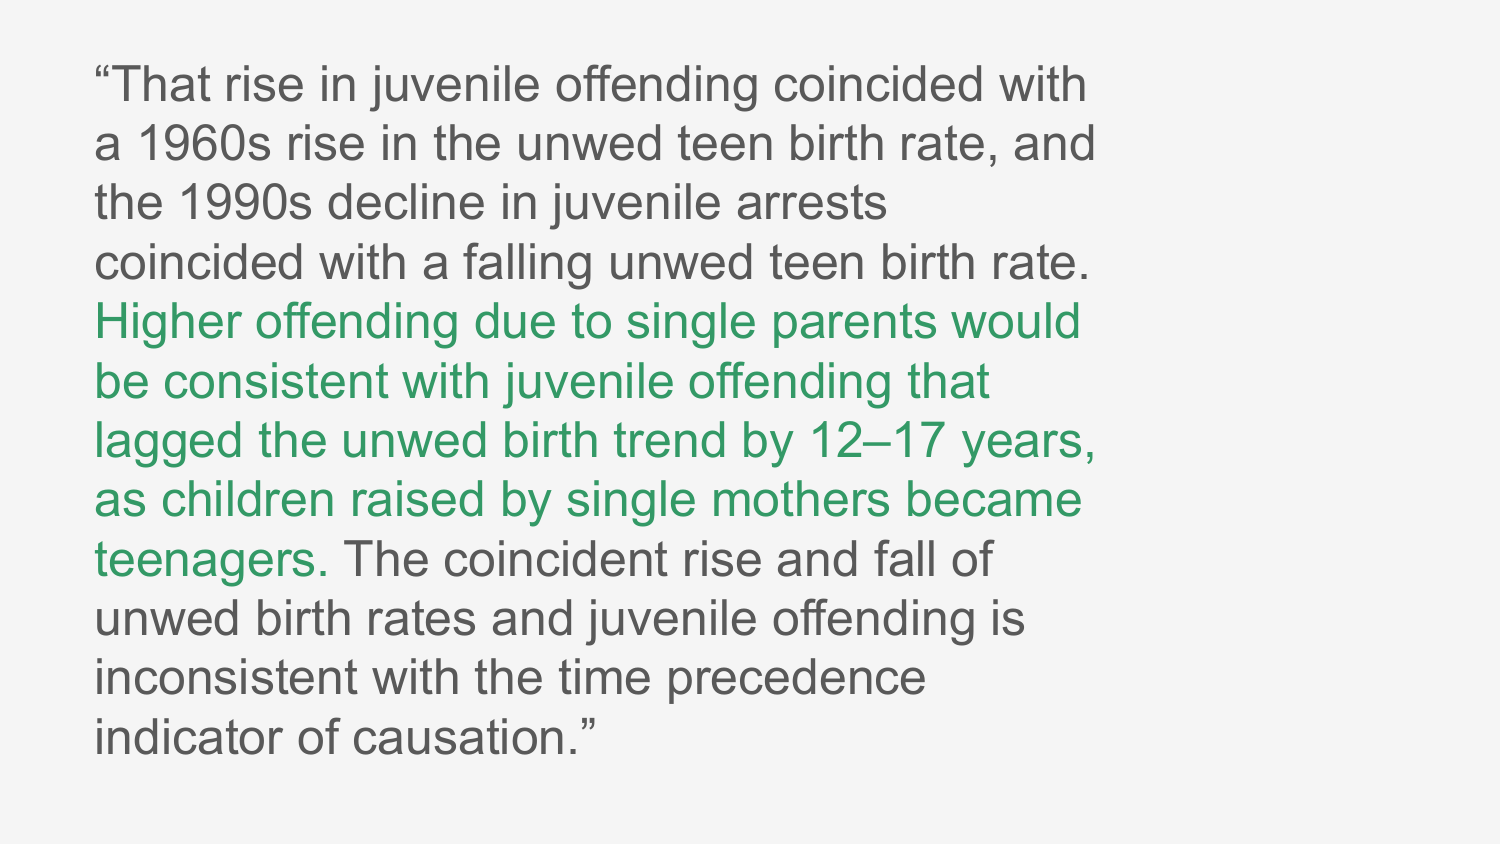 “That rise in juvenile offending coincided with
a 1960s rise in the unwed teen birth rate, and
the 1990s decline in juvenile arrests
coincided with a falling unwed teen birth rate.
Higher offending due to single parents would
be consistent with juvenile offending that
lagged the unwed birth trend by 12–17 years,
as children raised by single mothers became
teenagers. The coincident rise and fall of
unwed birth rates and juvenile offending is
inconsistent with the time precedence
indicator of causation.”